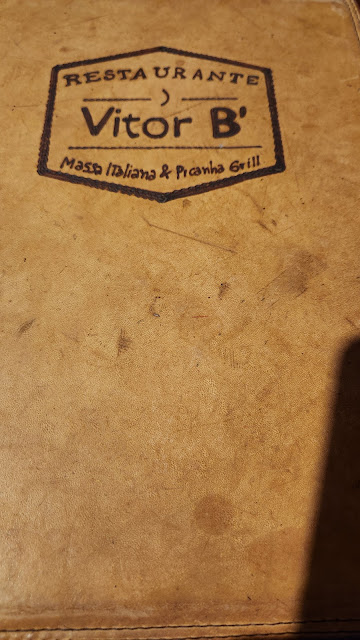 RESTAURANTE
Vitor B'
Massa ITaliana & Picanha Grill